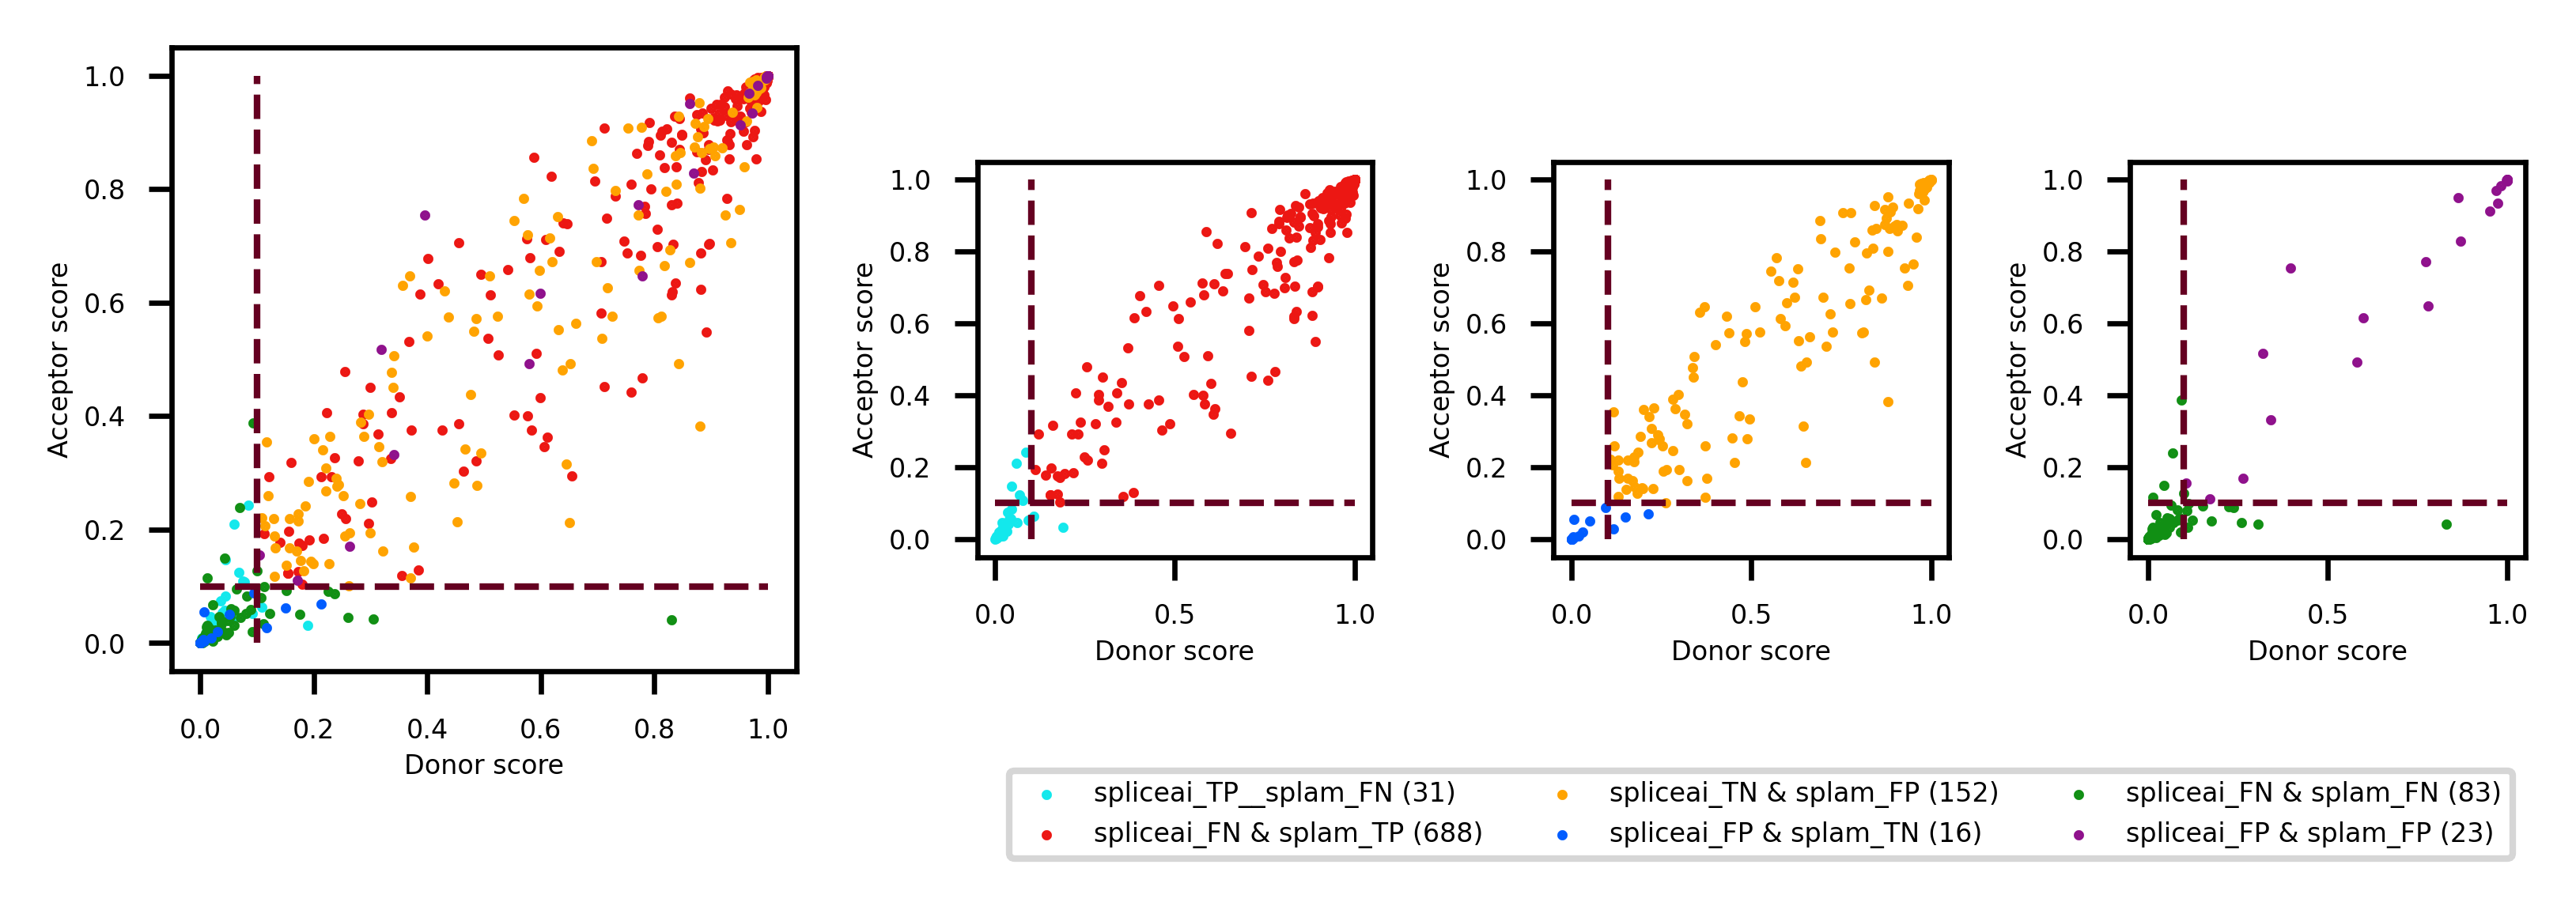 1.0
0.8
0.6
0.4
0.2
0.0
Acceptor score
0.0 0.2 0.4 0.6 0.8 1.0
Donor score
1.0
0.8
0.6
0.4
0.2
0.0
Acceptor score
0.0 0.5 1.0
Donor score
1.0
0.8
0.6
0.4
0.2
0.0
Acceptor score
0.0 0.5 1.0
Donor score
1.0
0.8
0.6
0.4
0.2
0.0
Acceptor score
0.0 0.5 1.0
Donor score
spliceai_TP__splam_FN (31)
spliceai_FN & splam_TP (688)
spliceai_TN & splam_FP (152)
spliceai_FP & splam_TN (16)
spliceai_FN & splam_FN (83)
spliceai_FP & splam_FP (23)